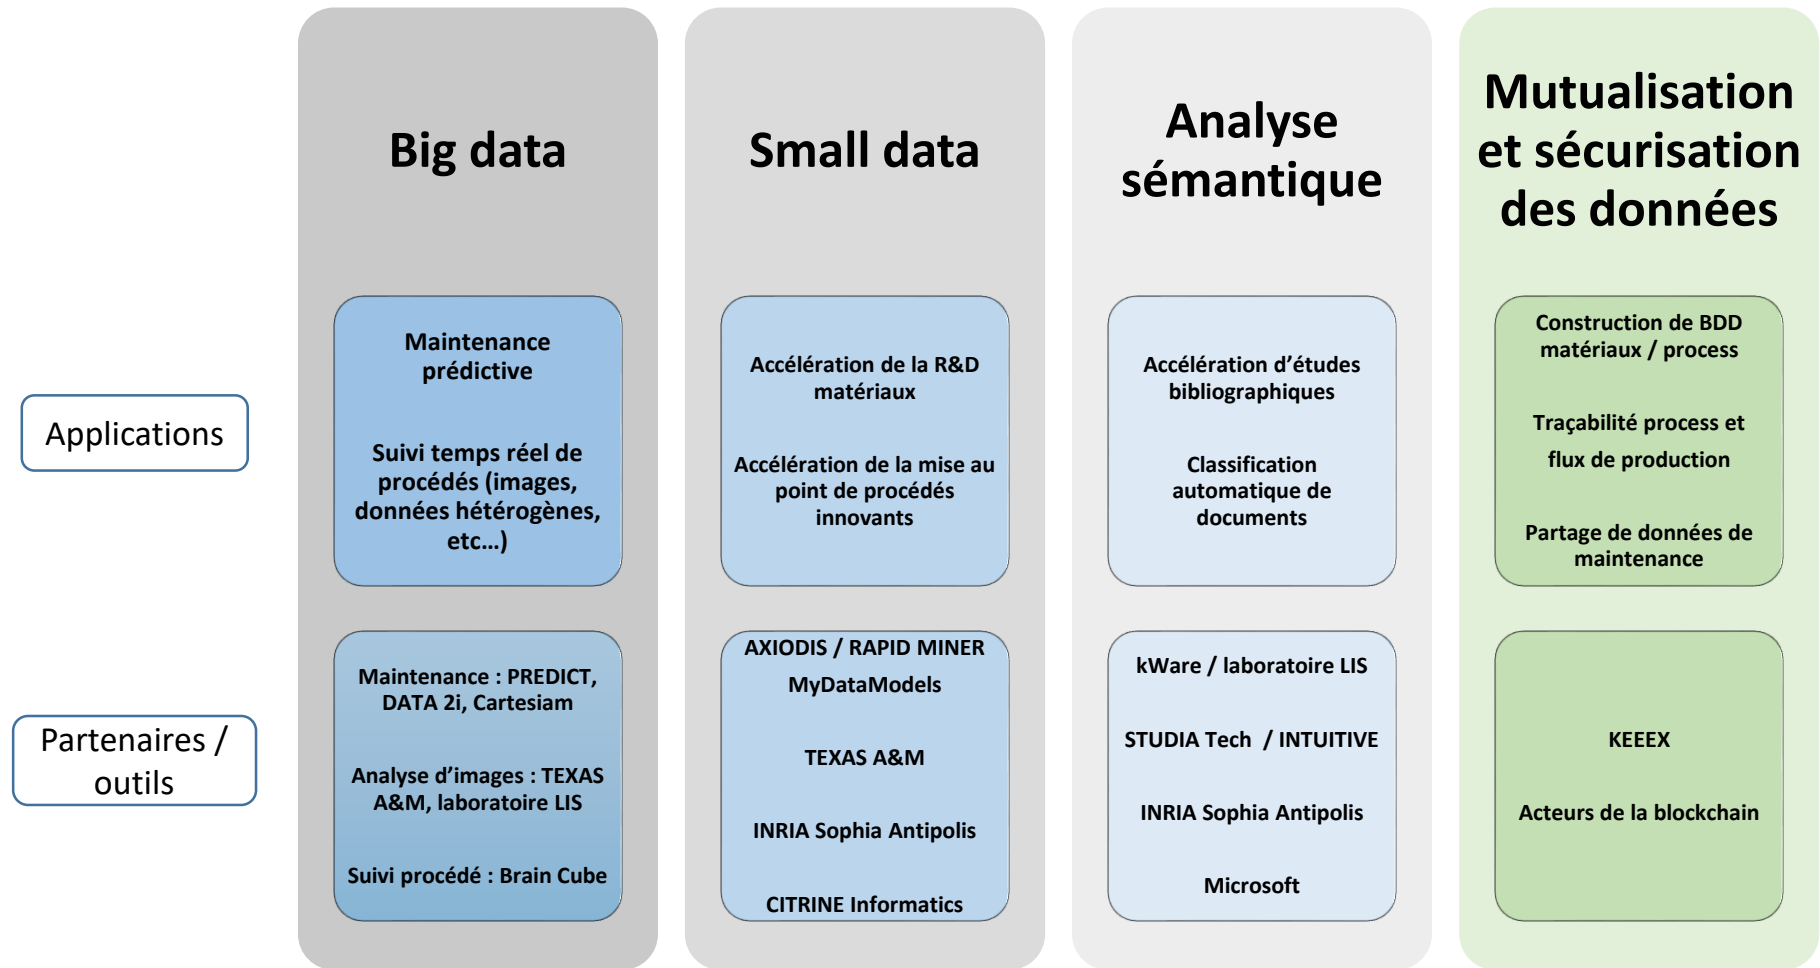 Big data
Small data
Analyse
sémantique
Mutualisation
et sécurisation
des données
Applications
Maintenance
prédictive
Suivi temps réel de
procédés (images,
données hétérogènes,
etc…)
Accélération de la R&D
matériaux
Accélération de la mise au
point de procédés
innovants
Accélération d’études
bibliographiques
Classification
automatique de
documents
Construction de BDD
matériaux / process
Traçabilité process et
flux de production
Partage de données de
maintenance
Partenaires /
outils
Maintenance : PREDICT,
DATA 2i, Cartesiam
Analyse d’images : TEXAS
A&M, laboratoire LIS
Suivi procédé : Brain Cube
AXIODIS / RAPID MINER
MyDataModels
TEXAS A&M
INRIA Sophia Antipolis
CITRINE Informatics
kWare / laboratoire LIS
STUDIA Tech / INTUITIVE
INRIA Sophia Antipolis
Microsoft
KEEEX
Acteurs de la blockchain